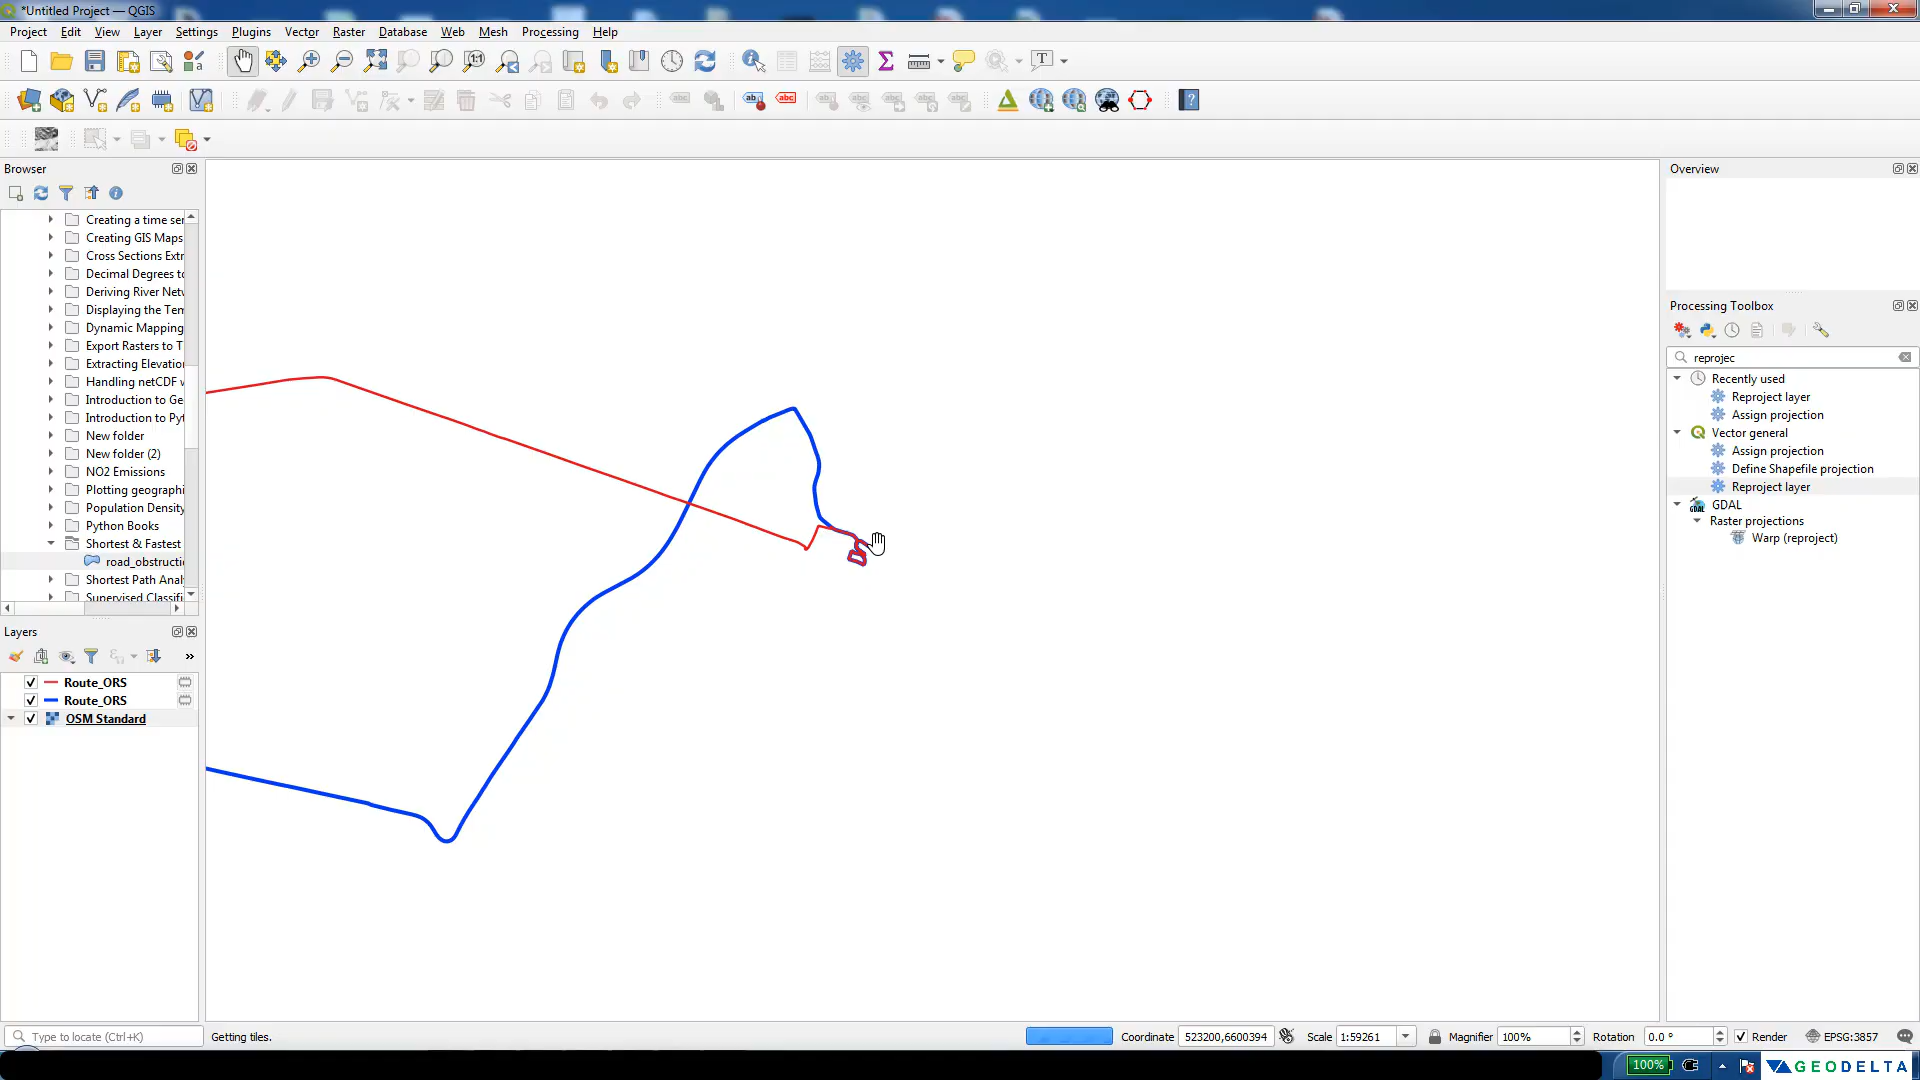 *Untitled Project — QGIS
Project Edit View Layer Settings Plugins Vector Raster Database Web Mesh Processing Help
Browser
Creating a time ser
Creating GIS Maps
Cross Sections Extr
Decimal Degrees to
Deriving River Netw
Displaying the Tem
Dynamic Mapping
Export Rasters to T
Extracting Elevation
Handling netCDF w
Introduction to Ge
Introduction to Pyt
New folder
New folder (2)
NO2 Emissions
Plotting geographi
Population Density
Python Books
Shortest & Fastest
road_obstructic
Shortest Path Anal
Supervised Classifi
Layers
»
Route_ORS
Route_ORS
OSM Standard
Overview
Processing Toolbox
reprojec
Recently used
Reproject layer
Assign projection
Vector general
Assign projection
Define Shapefile projection
Reproject layer
GDAL
Raster projections
Warp (reproject)
Type to locate (Ctrl+K)
Getting tiles.
Coordinate 523200,6600394
Scale 1:59261
Magnifier 100%
Rotation 0.0 °
Render
EPSG:3857
100%
GEODELTA